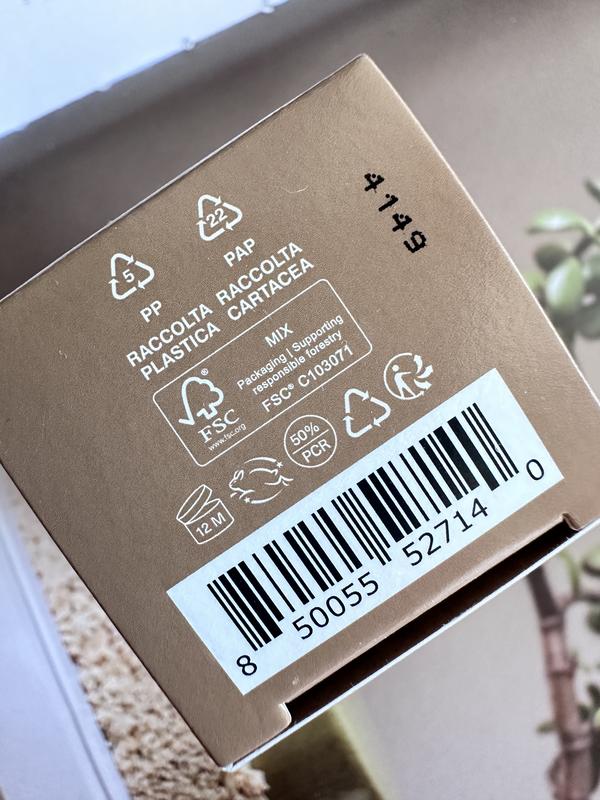 4149
5
PP
RACCOLTA
PLASTICA
22
PAP
RACCOLTA
CARTACEA
®
FSC
www.fsc.org
MIX
Packaging | Supporting
responsible forestry
FSC® C103071
12 M
50%
PCR
8 50055 52714 0